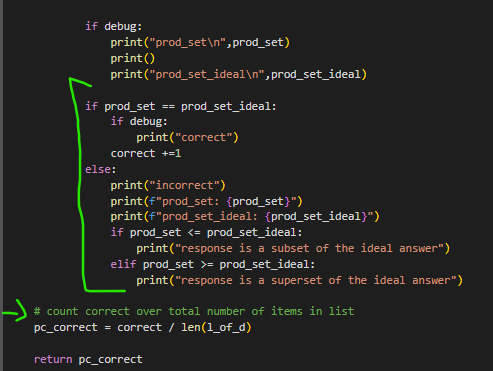 if debug:
print("prod_set\n",prod_set)
print()
print("prod_set_ideal\n",prod_set_ideal)
if prod_set == prod_set_ideal:
if debug:
print("correct")
correct +=1
else:
print("incorrect")
print(f"prod_set: {prod_set}")
print(f"prod_set_ideal: {prod_set_ideal}")
if prod_set <= prod_set_ideal:
print("response is a subset of the ideal answer")
elif prod_set >= prod_set_ideal:
print("response is a superset of the ideal answer")
# count correct over total number of items in list
pc_correct = correct / len(l_of_d)
return pc_correct